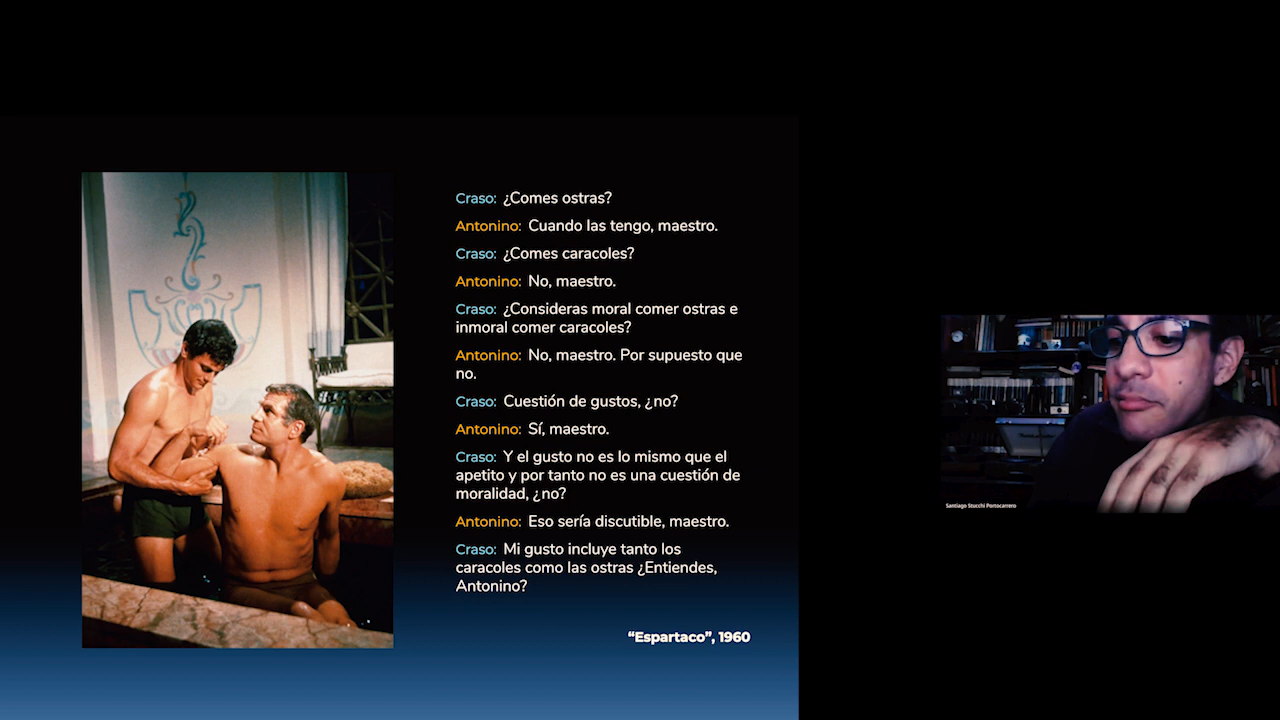 Craso: ¿Comes ostras?
Antonino: Cuando las tengo, maestro.
Craso: ¿Comes caracoles?
Antonino: No, maestro.
Craso: ¿Consideras moral comer ostras e
inmoral comer caracoles?
Antonino: No, maestro. Por supuesto que
no.
Craso: Cuestión de gustos, ¿no?
Antonino: Sí, maestro.
Craso: Y el gusto no es lo mismo que el
apetito y por tanto no es una cuestión de
moralidad, ¿no?
Antonino: Eso sería discutible, maestro.
Craso: Mi gusto incluye tanto los
caracoles como las ostras ¿Entiendes,
Antonino?
“Espartaco”, 1960
Santiago Stucchi Portocarrero